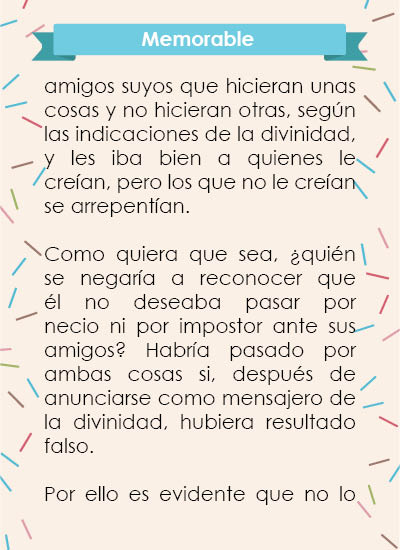 Memorable
amigos suyos que hicieran unas
cosas y no hicieran otras, según
las indicaciones de la divinidad,
y les iba bien a quienes le
creían, pero los que no le creían
se arrepentían.
Como quiera que sea, ¿quién
se negaría a reconocer que
él no deseaba pasar por
necio ni por impostor ante sus
amigos? Habría pasado por
ambas cosas si, después de
anunciarse como mensajero de
la divinidad, hubiera resultado
falso.
Por ello es evidente que no lo